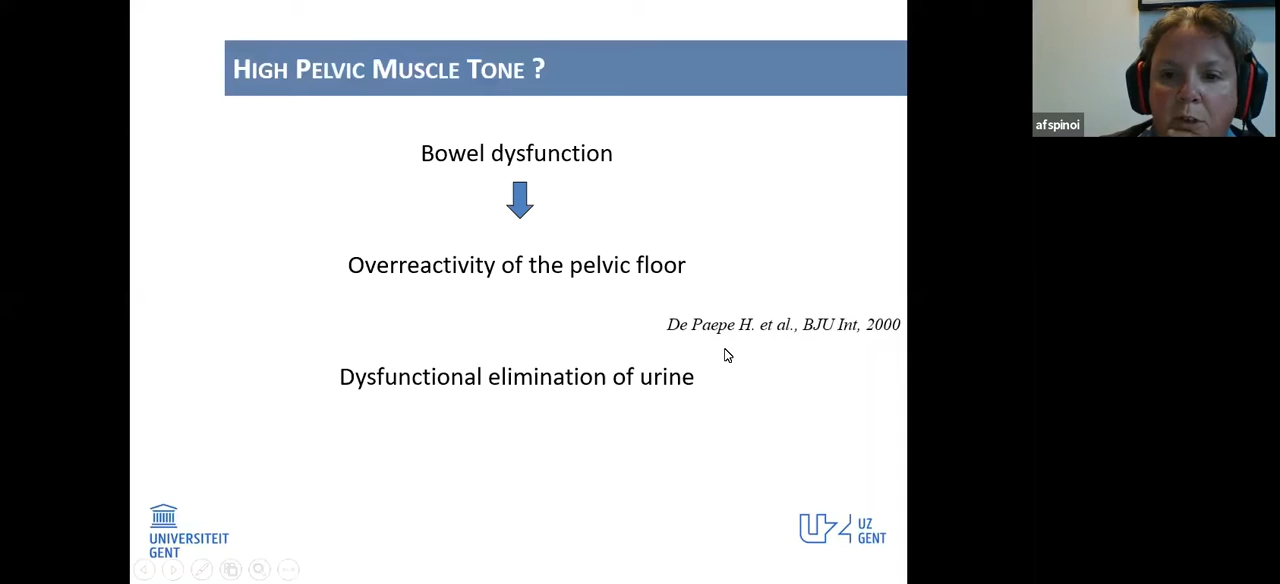 HIGH PELVIC MUSCLE TONE ?
afspinoi
Bowel dysfunction
Overreactivity of the pelvic floor
De Paepe H. et al., BJU Int, 2000
Dysfunctional elimination of urine
UNIVERSITEIT
GENT
UZ
GENT